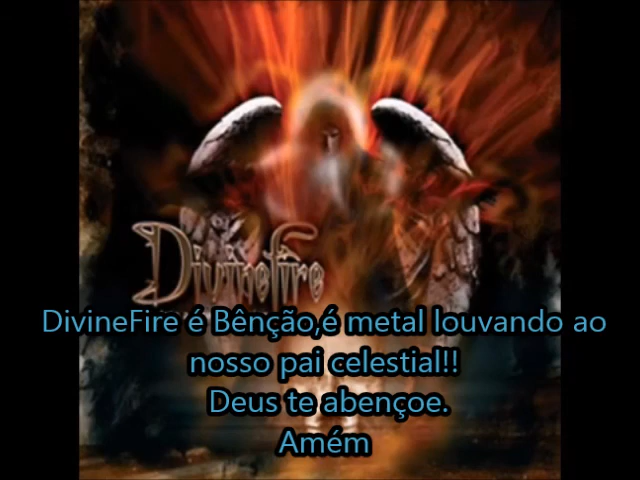 Divinefire
DivineFire é Bênção,é metal louvando ao
nosso pai celestial!!
Deus te abençoe.
Amém